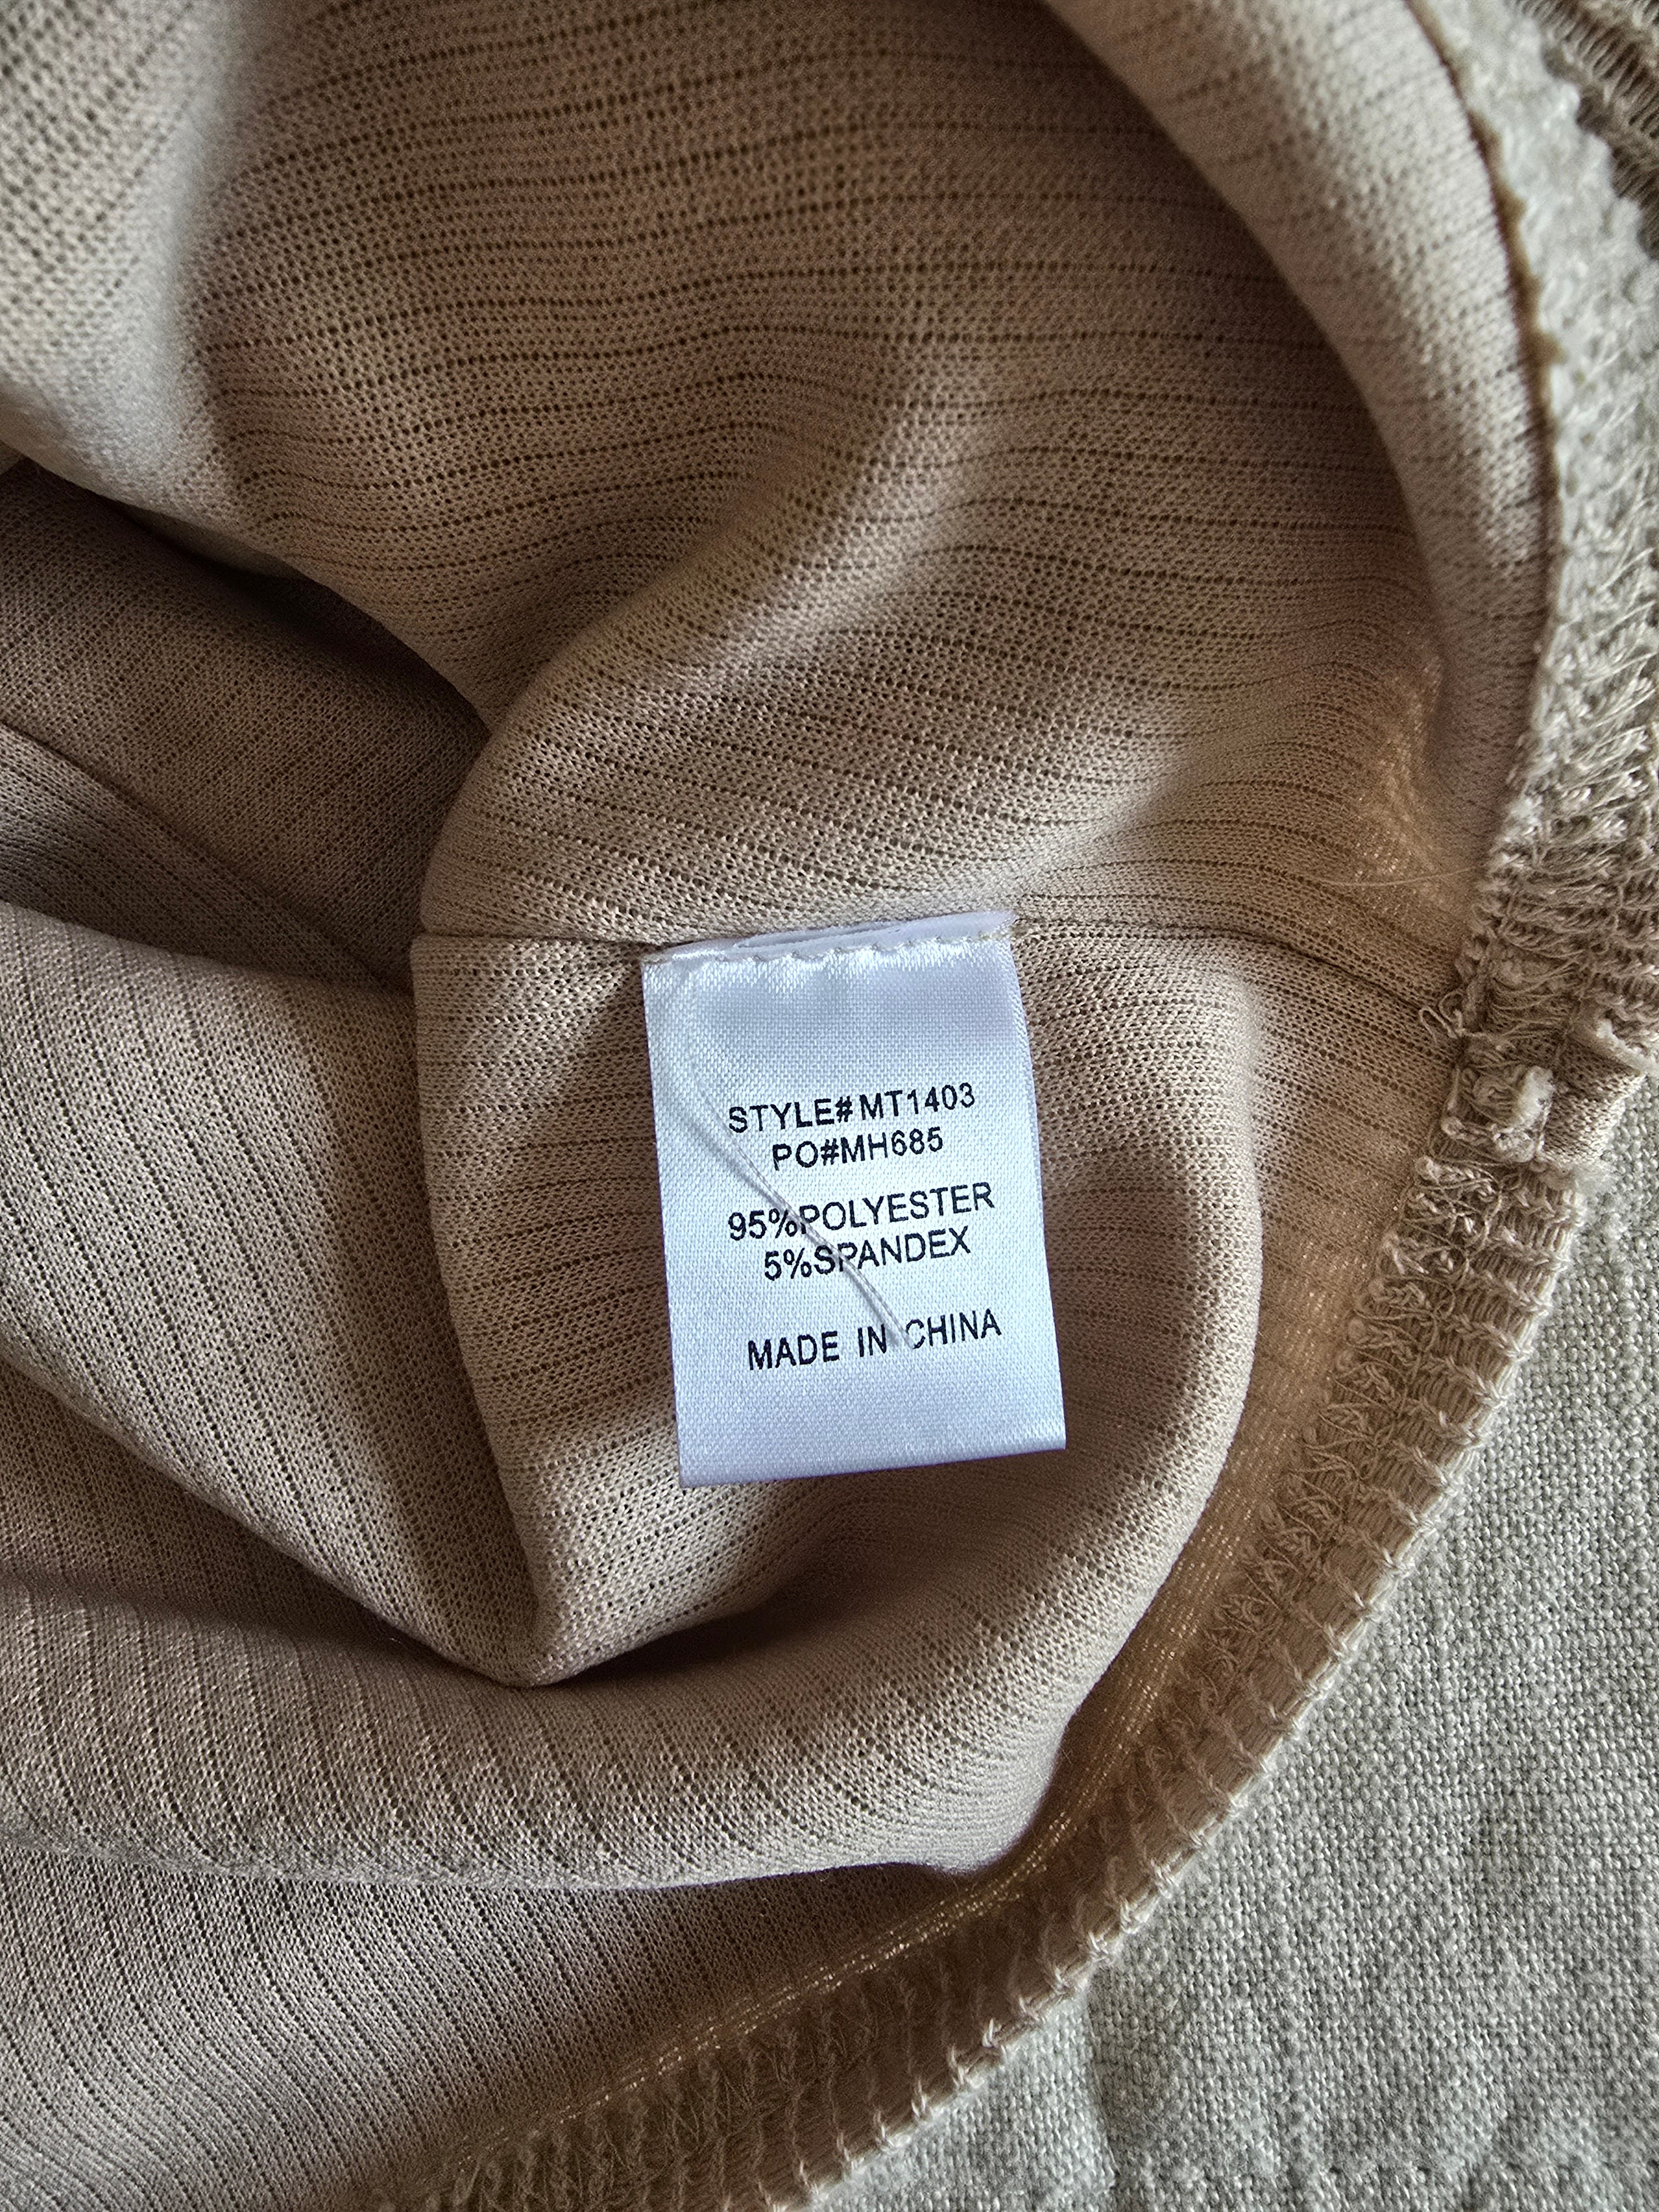 STYLE#MT1403
PO#MH685
95%POLYESTER
5%SPANDEX
MADE IN CHINA